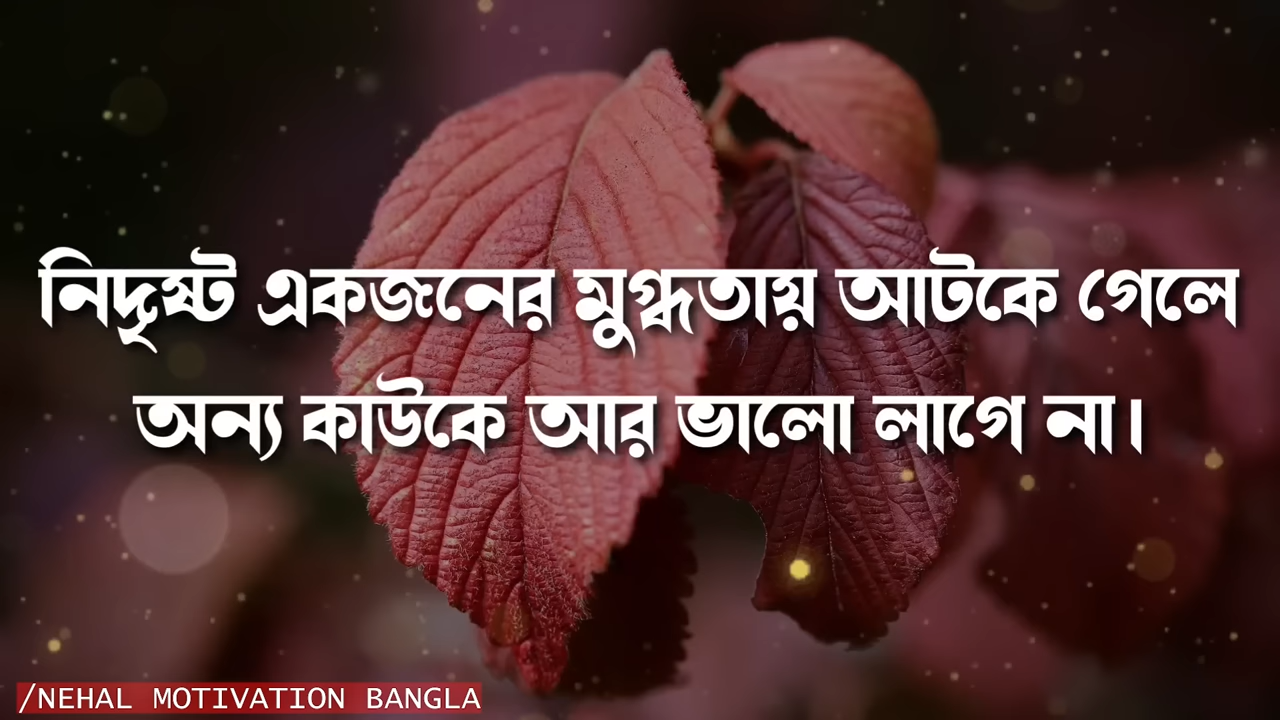 নিদৃষ্ট একজনের মুগ্ধতায় আটকে গেলে
অন্য কাউকে আর ভালো লাগে না।
/NEHAL MOTIVATION BANGLA